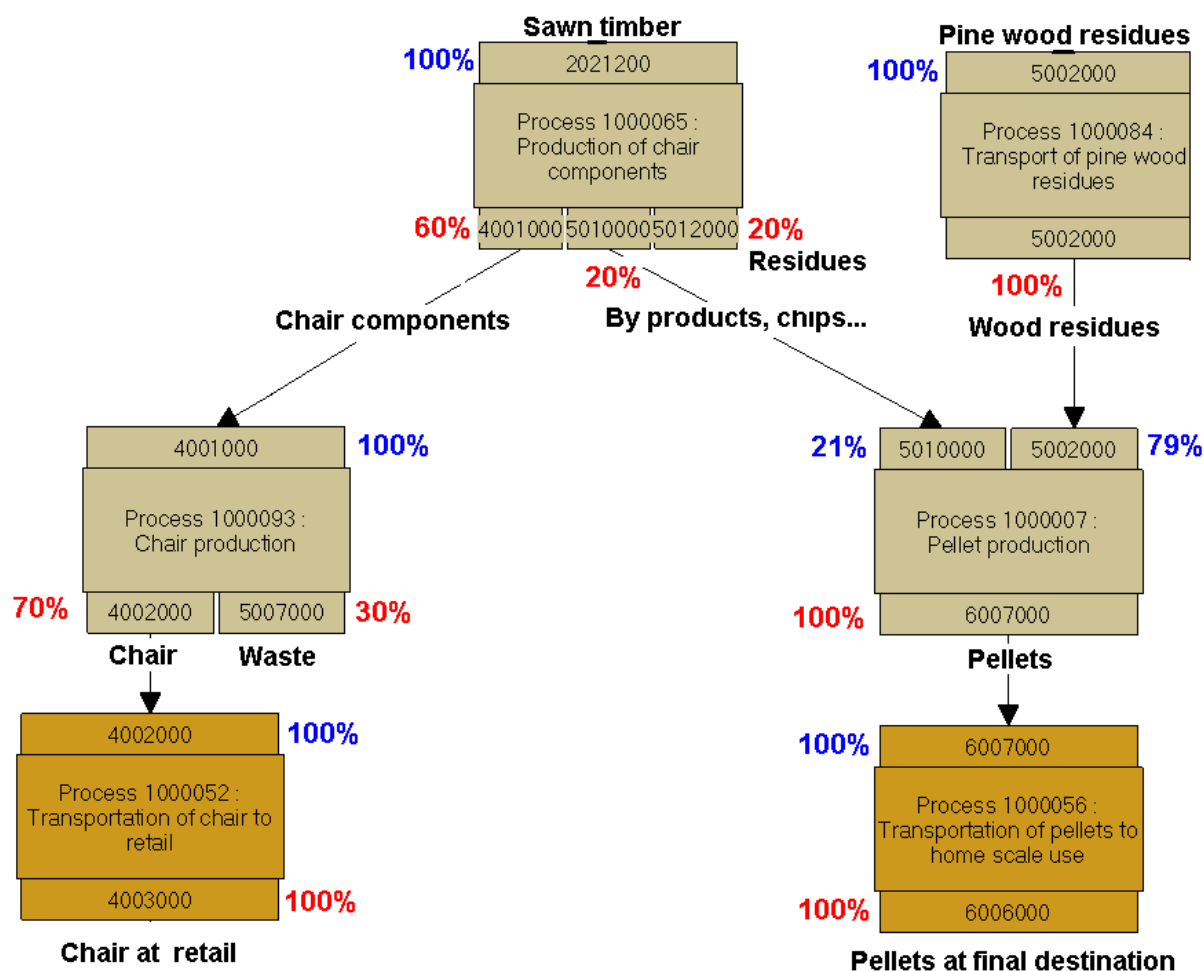 Sawn timber
100%
2021200
Process 1000065 :
Production of chair
components
60%
4001000
5010000
5012000
20%
Residues
20%
Pine wood residues
100%
5002000
Process 1000084 :
Transport of pine wood
residues
5002000
100%
Chair components
By products, chips...
Wood residues
4001000
100%
Process 1000093 :
Chair production
70%
4002000
5007000
30%
Chair
Waste
21%
5010000
5002000
79%
Process 1000007 :
Pellet production
100%
6007000
Pellets
4002000
100%
Process 1000052 :
Transportation of chair to
retail
4003000
100%
Chair at retail
100%
6007000
Process 1000056 :
Transportation of pellets to
home scale use
100%
6006000
Pellets at final destination